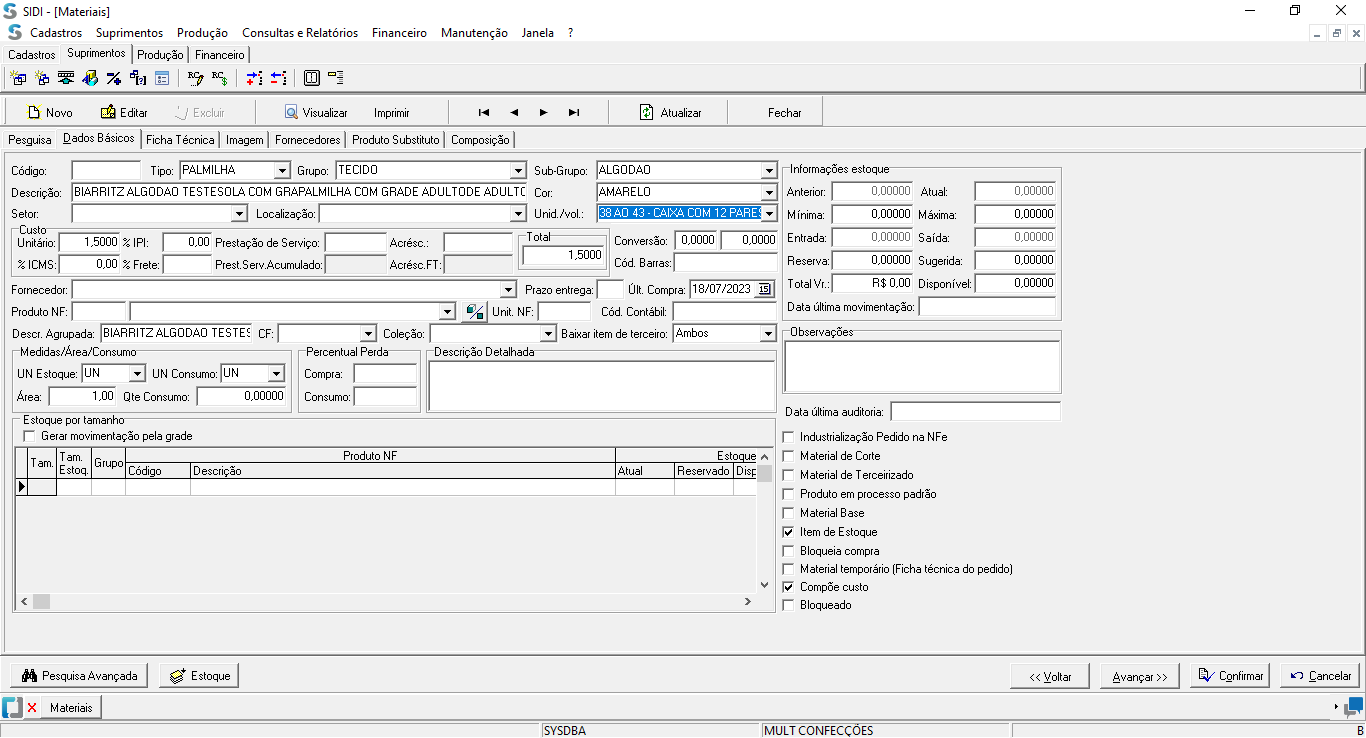 SIDI - [Materiais]
Cadastros Suprimentos Produção Consultas e Relatórios Financeiro Manutenção Janela ?
Cadastros Suprimentos Produção Financeiro
Novo Editar Excluir Visualizar Imprimir Atualizar Fechar
Pesquisa Dados Básicos Ficha Técnica Imagem Fornecedores Produto Substituto Composição
Código: Tipo: PALMILHA Grupo: TECIDO Sub-Grupo: ALGODAO
Descrição: BIARRITZ ALGODAO TESTESOLA COM GRAPALMILHA COM GRADE ADULTODE ADULTO Cor: AMARELO
Setor: Localização: Unid./vol.: 38 AO 43 - CAIXA COM 12 PARES
Custo
Unitário: 1,5000 % IPI: 0,00 Prestação de Serviço: Acrésc.: Total 1,5000 Conversão: 0,0000 0,0000
% ICMS: 0,00 % Frete: Prest.Serv.Acumulado: Acrésc.FT: Cód. Barras:
Fornecedor: Prazo entrega: Últ. Compra: 18/07/2023 15
Produto NF: Unit. NF: Cód. Contábil:
Descr. Agrupada: BIARRITZ ALGODAO TESTES CF: Coleção: Baixar item de terceiro: Ambos
Medidas/Área/Consumo
UN Estoque: UN UN Consumo: UN
Área: 1,00 Qte Consumo: 0,00000
Percentual Perda
Compra:
Consumo:
Descrição Detalhada
Estoque por tamanho
Gerar movimentação pela grade
Tam. Tam. Estoq. Grupo Produto NF Estoque
Código Descrição Atual Reservado Disp
Informações estoque
Anterior: 0,00000 Atual: 0,00000
Mínima: 0,00000 Máxima: 0,00000
Entrada: 0,00000 Saída: 0,00000
Reserva: 0,00000 Sugerida: 0,00000
Total Vr.: R$ 0,00 Disponível: 0,00000
Data última movimentação:
Observações
Data última auditoria:
Industrialização Pedido na NFe
Material de Corte
Material de Terceirizado
Produto em processo padrão
Material Base
Item de Estoque
Bloqueia compra
Material temporário (Ficha técnica do pedido)
Compõe custo
Bloqueado
Pesquisa Avançada Estoque << Voltar Avançar >> Confirmar Cancelar
Materiais
SYSDBA MULT CONFECÇÕES B